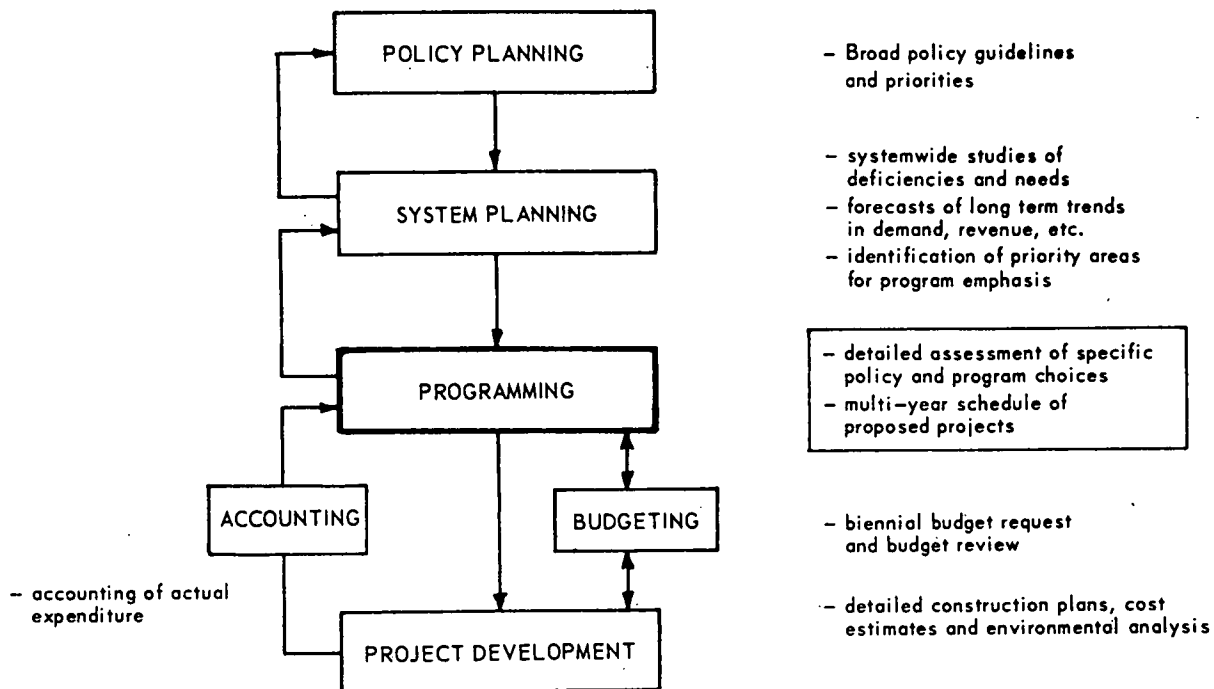 POLICY PLANNING
– Broad policy guidelines
and priorities
SYSTEM PLANNING
– systemwide studies of
deficiencies and needs
– forecasts of long term trends
in demand, revenue, etc.
– identification of priority areas
for program emphasis
PROGRAMMING
– detailed assessment of specific
policy and program choices
– multi-year schedule of
proposed projects
ACCOUNTING
BUDGETING
– biennial budget request
and budget review
– accounting of actual
expenditure
PROJECT DEVELOPMENT
– detailed construction plans, cost
estimates and environmental analysis